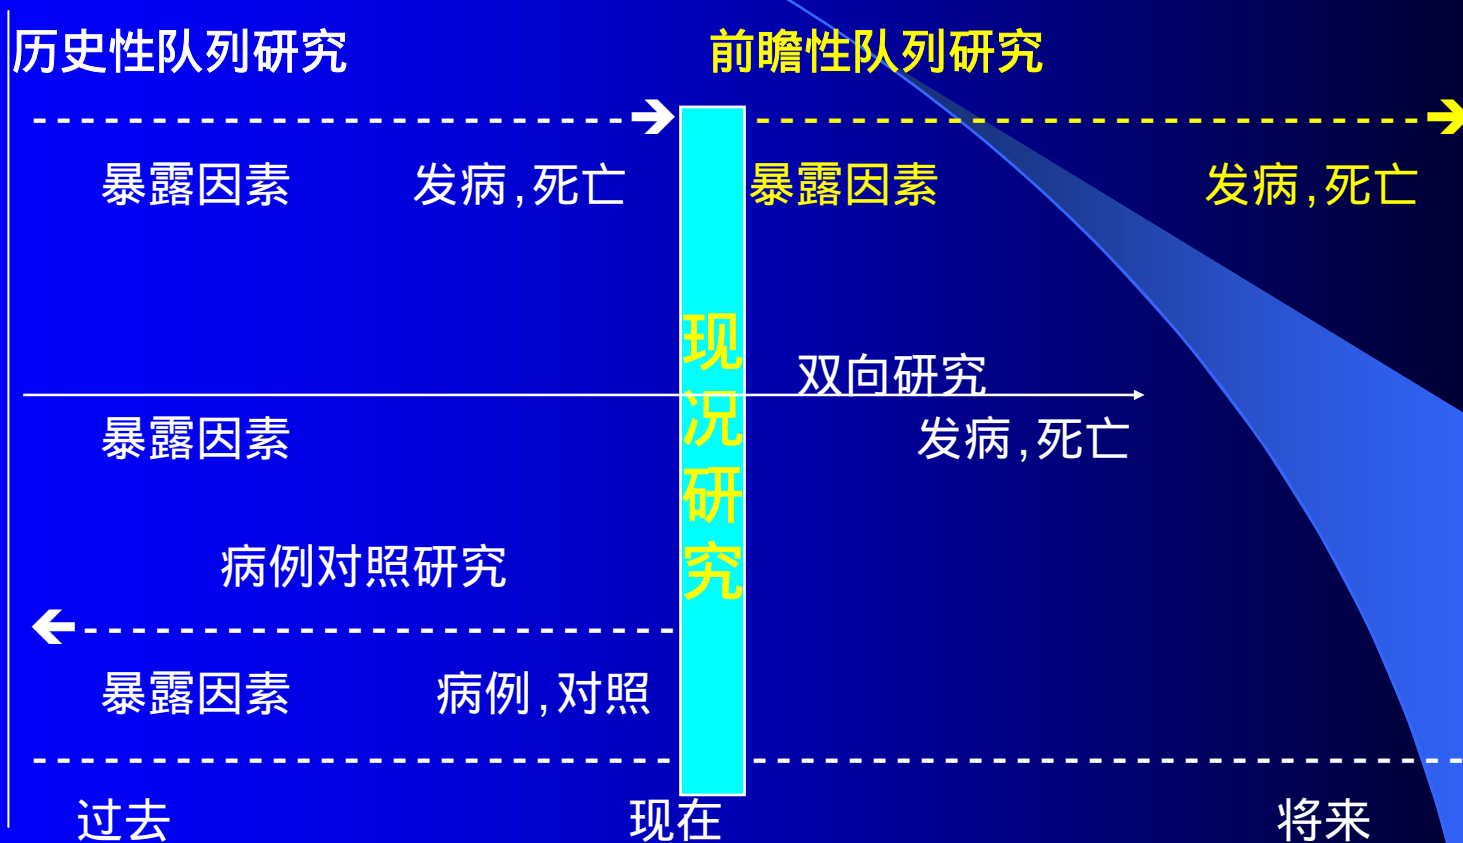 历史性队列研究 前瞻性队列研究
暴露因素 发病,死亡 暴露因素 发病,死亡
现况研究
双向研究
暴露因素 发病,死亡
病例对照研究
暴露因素 病例,对照
过去 现在 将来